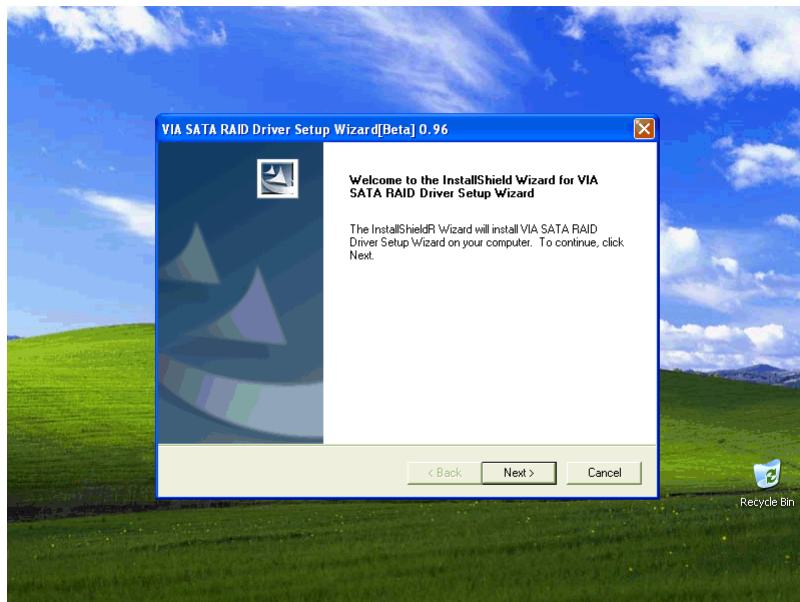 VIA SATA RAID Driver Setup Wizard[Beta] 0.96
Welcome to the InstallShield Wizard for VIA
SATA RAID Driver Setup Wizard
The InstallShieldR Wizard will install VIA SATA RAID
Driver Setup Wizard on your computer. To continue, click
Next.
< Back
Next >
Cancel
Recycle Bin